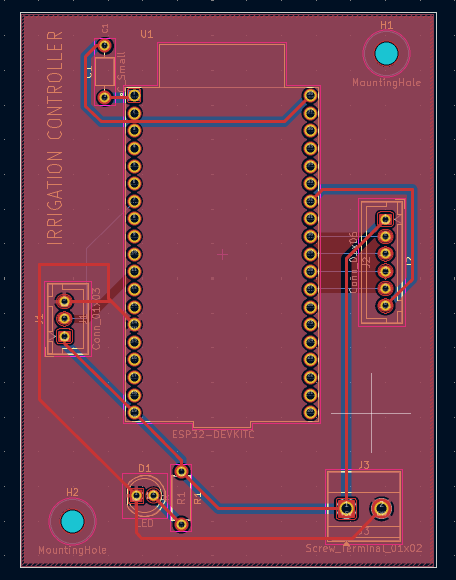 C1
U1
H1
C_Small
C1
MountingHole
IRRIGATION CONTROLLER
Conn_01x06
J2
J2
Conn_01x03
J1
ESP32-DEVKITC
D1
J3
R1
R1
LED
H2
MountingHole
J3
Screw_Terminal_01x02